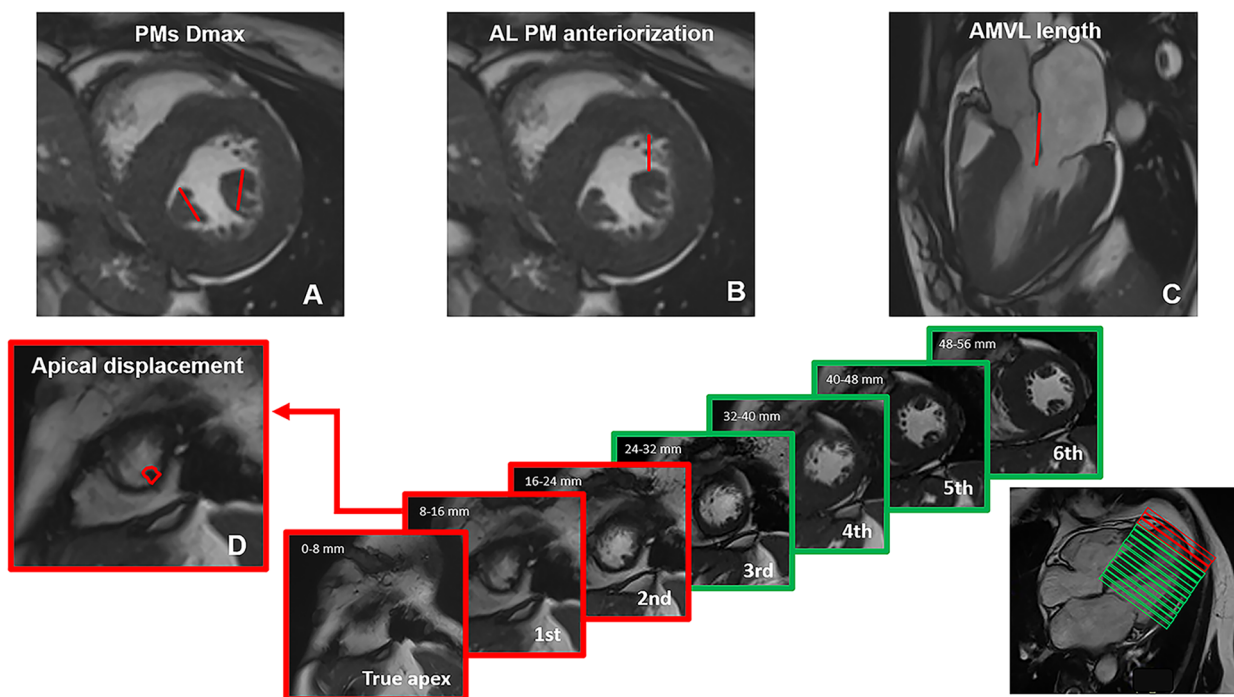 PMs Dmax
A
AL PM anteriorization
B
AMVL length
C
Apical displacement
D
0-8 mm
True apex
8-16 mm
1st
16-24 mm
2nd
24-32 mm
3rd
32-40 mm
4th
40-48 mm
5th
48-56 mm
6th